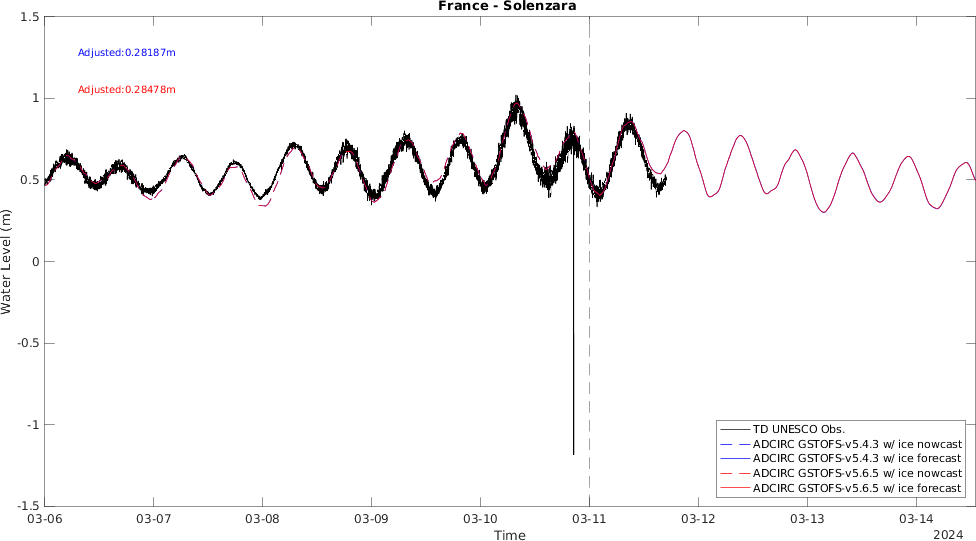 France - Solenzara
Adjusted:0.28187m
Adjusted:0.28478m
Water Level (m)
1.5
1
0.5
0
-0.5
-1
-1.5
TD UNESCO Obs.
ADCIRC GSTOFS-v5.4.3 w/ ice nowcast
ADCIRC GSTOFS-v5.4.3 w/ ice forecast
ADCIRC GSTOFS-v5.6.5 w/ ice nowcast
ADCIRC GSTOFS-v5.6.5 w/ ice forecast
03-06 03-07 03-08 03-09 03-10 03-11 03-12 03-13 03-14
Time
2024